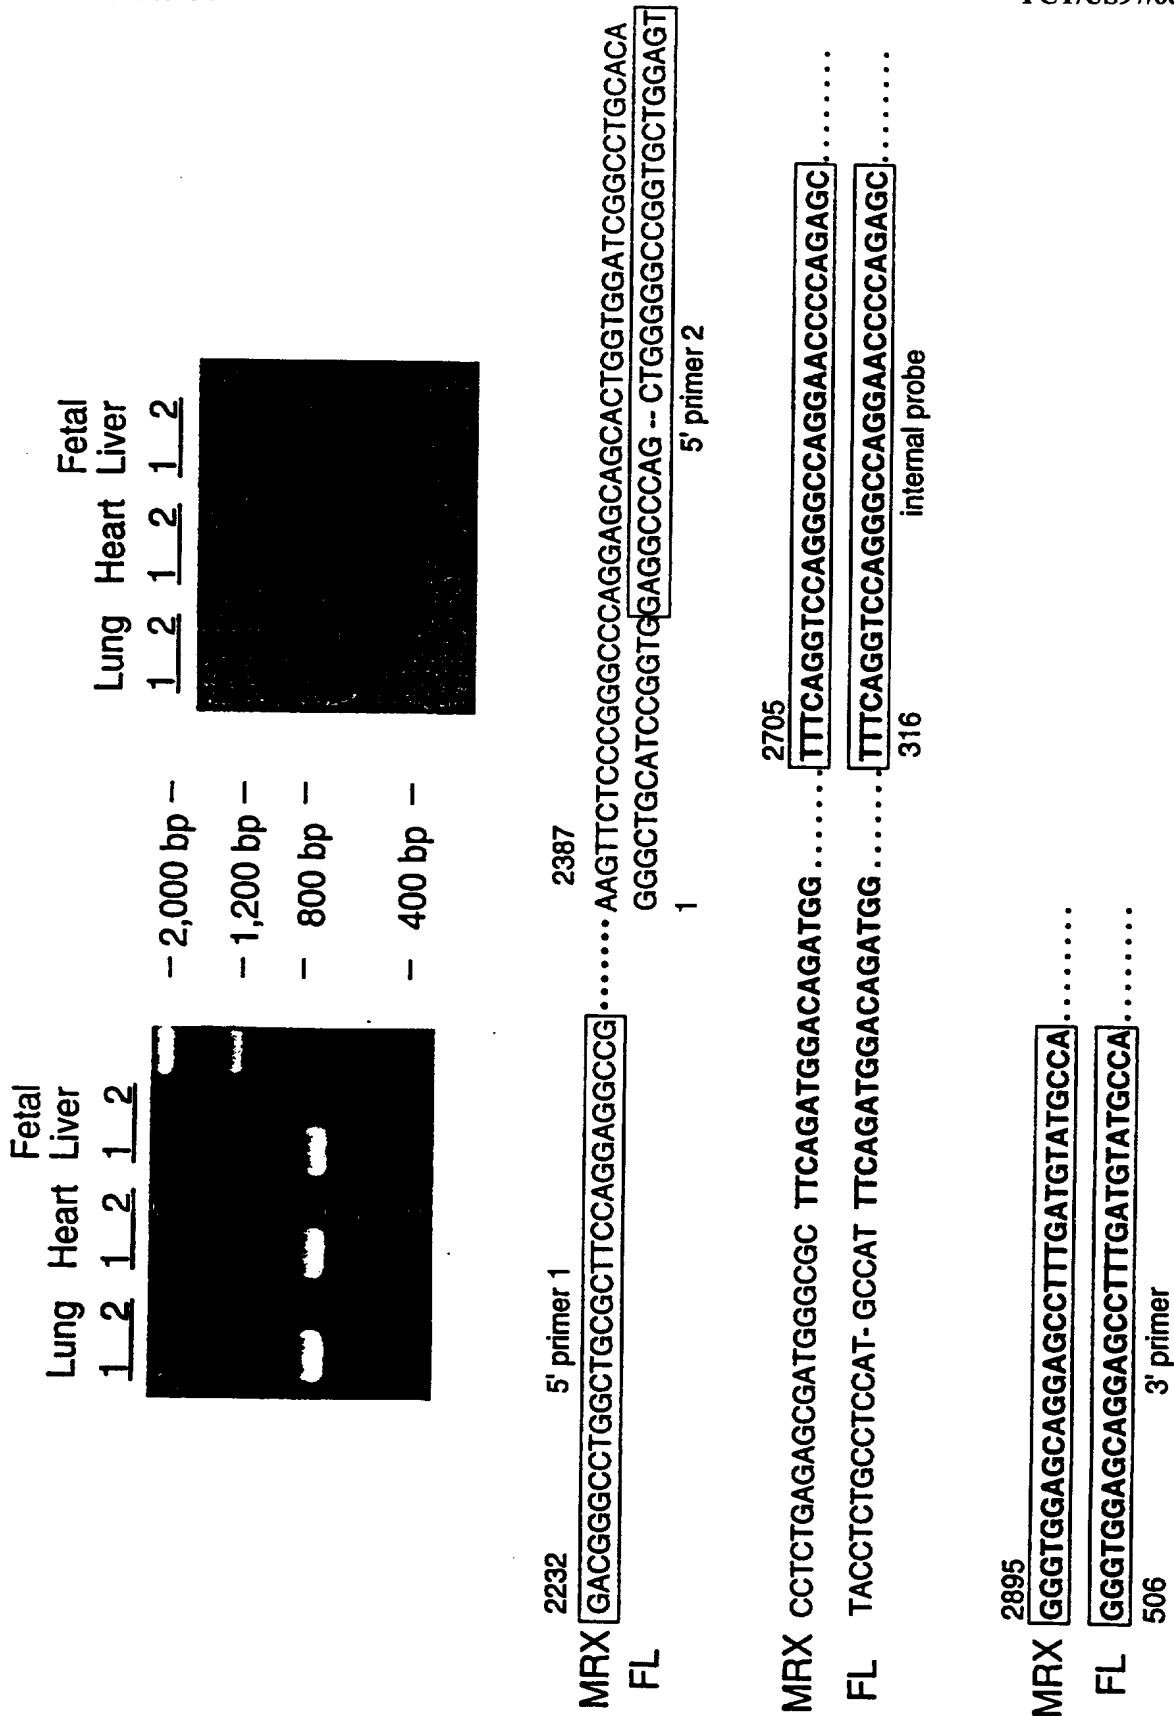 PCT/US97/0
Fetal
Lung Heart Liver
1 2 1 2 1 2
– 2,000 bp –
– 1,200 bp –
– 800 bp –
– 400 bp –
Fetal
Lung Heart Liver
1 2 1 2 1 2
2232 5' primer 1 2387
MRX GACGGGCCTGGCTGCGCTTCCAGGAGGCCG ....... AAGTTCTCCCGGGCCCAGGAGCAGCACTGGTGGATCGGCCTGCACA
FL GGGCTGCATCCGGTGGAGGCCCAG -- CTGGGGGCCGGTGCTGGAGT
1 5' primer 2
2705
MRX CCTCTGAGAGCGATGGGCGC TTCAGATGGACAGATGG ....... TTTCAGGTCCAGGGCCAGGAACCCCAGAGC .......
FL TACCTCTGCCTCCAT- GCCAT TTCAGATGGACAGATGG ....... TTTCAGGTCCAGGGCCAGGAACCCCAGAGC .......
316 internal probe
2895
MRX GGGTGGAGCAGGAGCCTTTGATGTATGCCA ........
FL GGGTGGAGCAGGAGCCTTTGATGTATGCCA ........
506 3' primer